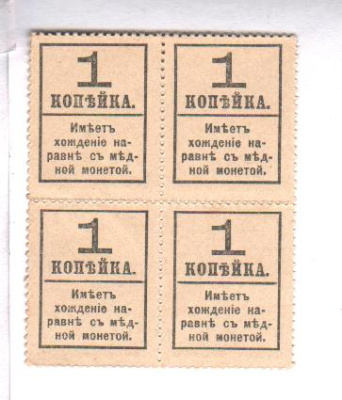 1
КОПѢЙКА.
Имѣетъ
хожденіе на-
равнѣ съ мѣд-
ной монетой.
1
КОПѢЙКА.
Имѣетъ
хожденіе на-
равнѣ съ мѣд-
ной монетой.
1
КОПѢЙКА.
Имѣетъ
хожденіе на-
равнѣ съ мѣд-
ной монетой.
1
КОПѢЙКА.
Имѣетъ
хожденіе на-
равнѣ съ мѣд-
ной монетой.